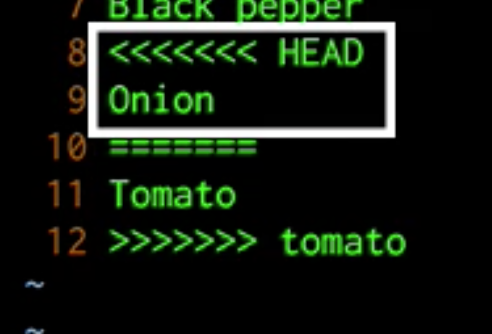 7 Black pepper
8 <<<<<<< HEAD
9 Onion
10 =======
11 Tomato
12 >>>>>>> tomato
~
~